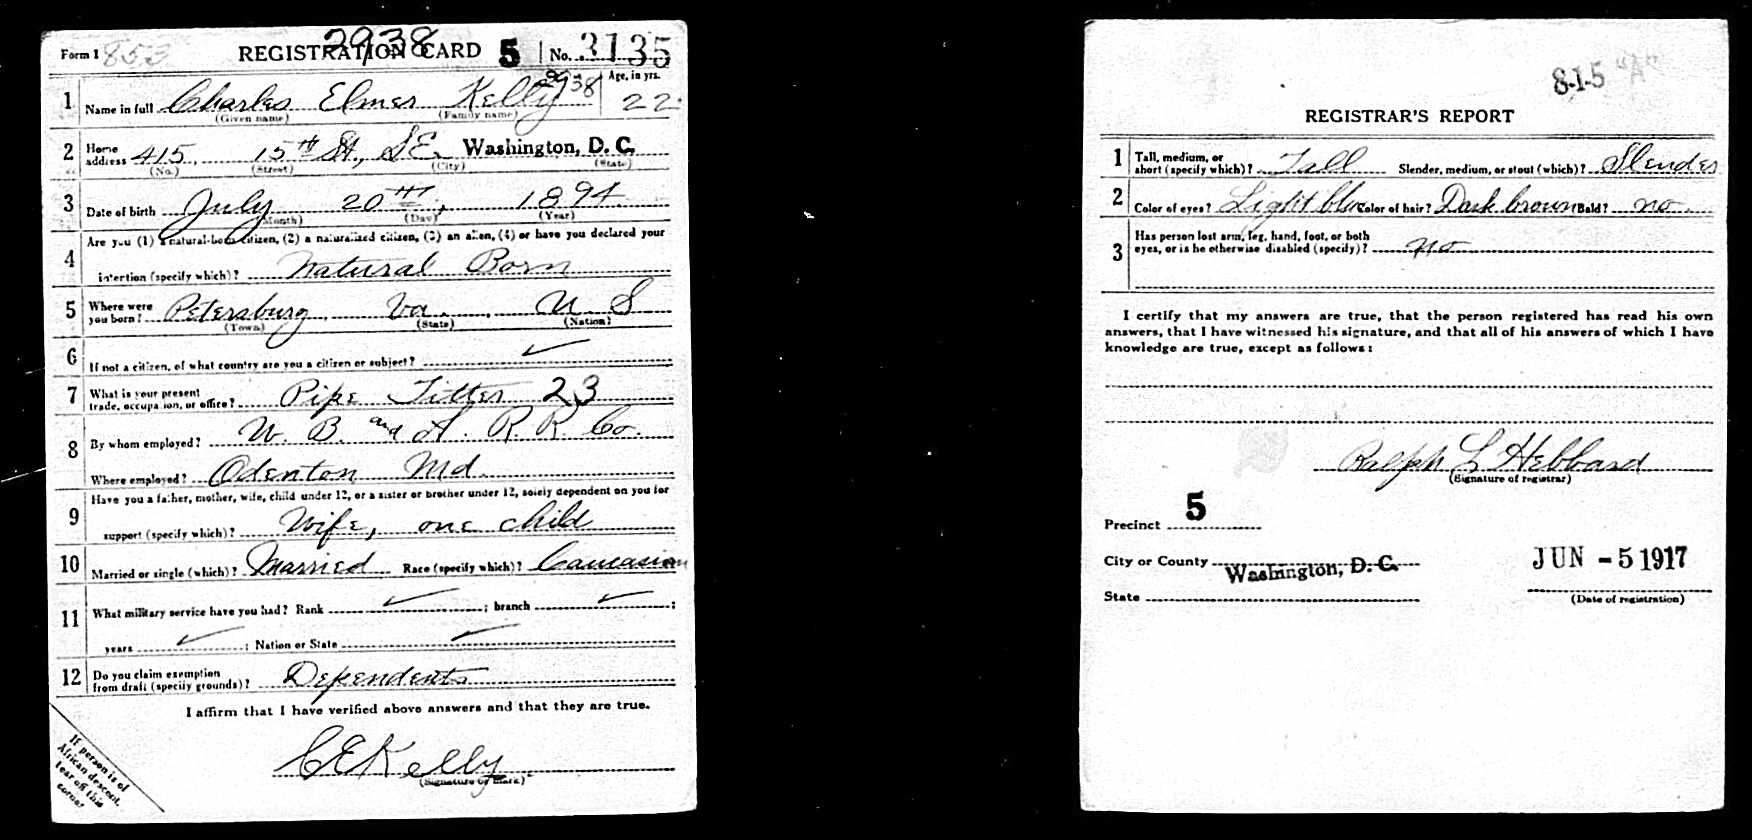 Form 1 853 REGISTRATION CARD 2938 5 No. 3135
1 Name in full Charles Elmer Kelly 2938 Age, in yrs. 22
(Given name) (Family name)
2 Home address 415 15th St., S.E. Washington, D. C.
(No.) (Street) (City) (State)
3 Date of birth July 20th, 1894
(Month) (Day) (Year)
4 Are you (1) a natural-born citizen, (2) a naturalized citizen, (3) an alien, (4) or have you declared your
intention (specify which)? Natural Born
5 Where were you born? Petersburg, Va. U S
(Town) (State) (Nation)
6 If not a citizen, of what country are you a citizen or subject? ✓
7 What is your present trade, occupation, or office? Pipe Fitter 23
8 By whom employed? W. B. and A. R R Co.
Where employed? Odenton Md.
9 Have you a father, mother, wife, child under 12, or a sister or brother under 12, solely dependent on you for
support (specify which)? Wife, one child
10 Married or single (which)? Married Race (specify which)? Caucasian
11 What military service have you had? Rank ✓ ; branch ✓ ;
years ✓ ; Nation or State ✓
12 Do you claim exemption from draft (specify grounds)? Dependents
I affirm that I have verified above answers and that they are true.
C E Kelly
(Signature or mark)
If person is of
African descent,
tear off this
corner
8-1-5 "A"
REGISTRAR'S REPORT
1 Tall, medium, or short (specify which)? Tall Slender, medium, or stout (which)? Slender
2 Color of eyes? Light blue Color of hair? Dark brown Bald? no
3 Has person lost arm, leg, hand, foot, or both
eyes, or is he otherwise disabled (specify)? no
I certify that my answers are true, that the person registered has read his own
answers, that I have witnessed his signature, and that all of his answers of which I have
knowledge are true, except as follows:
Ralph L Hebbard
(Signature of registrar)
Precinct 5
City or County Washington, D. C.
State
JUN -5 1917
(Date of registration)